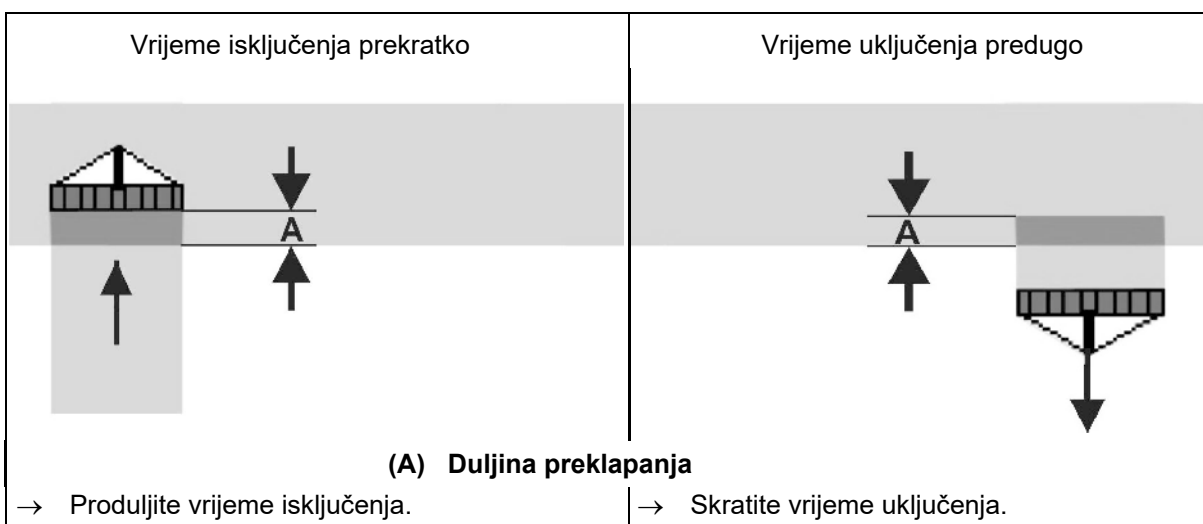 Vrijeme isključenja prekratko
Vrijeme uključenja predugo
A
A
(A) Duljina preklapanja
→ Produljite vrijeme isključenja.
→ Skratite vrijeme uključenja.